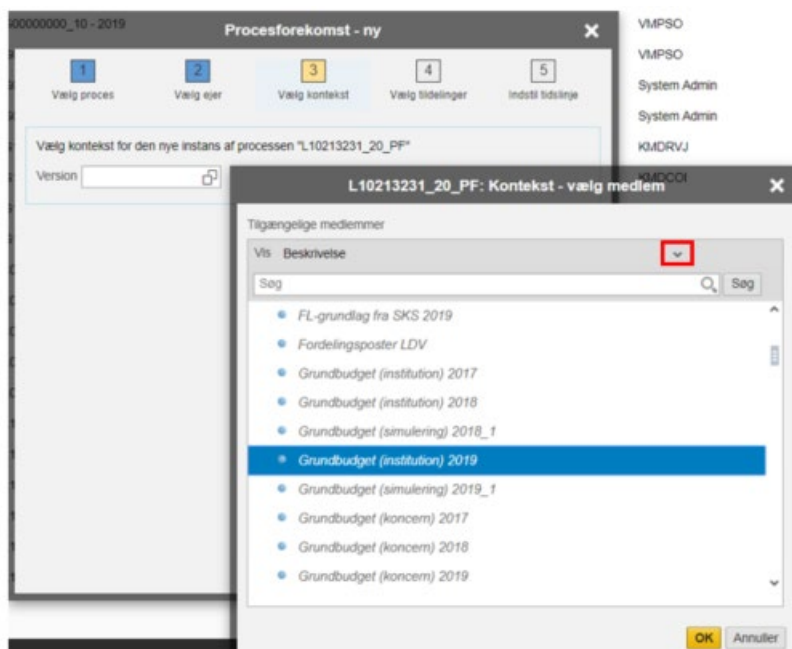 00000000_10 - 2019
Procesforekomst - ny
VMPSO
VMPSO
System Admin
System Admin
KMDRVJ
KMDCOI
1
2
3
4
5
Vælg proces
Vælg ejer
Vælg kontekst
Vælg tildelinger
Indstil tidslinje
Vælg kontekst for den nye instans af processen "L10213231_20_PF"
Version
L10213231_20_PF: Kontekst - vælg medlem
Tilgængelige medlemmer
Vis Beskrivelse
Søg
Søg
FL-grundlag fra SKS 2019
Fordelingsposter LDV
Grundbudget (institution) 2017
Grundbudget (institution) 2018
Grundbudget (simulering) 2018_1
Grundbudget (institution) 2019
Grundbudget (simulering) 2019_1
Grundbudget (koncern) 2017
Grundbudget (koncern) 2018
Grundbudget (koncern) 2019
OK
Annuller